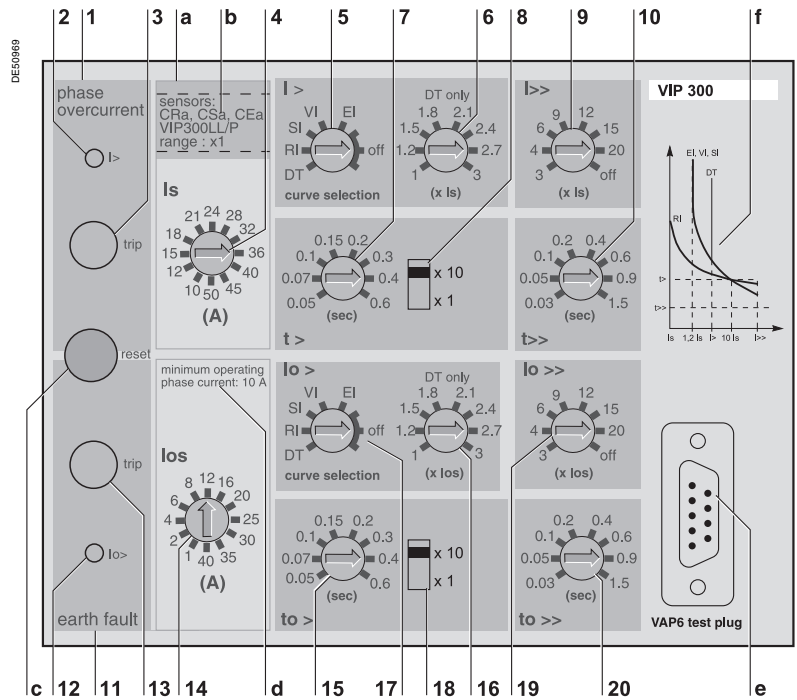 2 1 3 a b 4 5 7 6 8 9 10 f
DE50969
phase
overcurrent
I>
trip
reset
trip
Io>
earth fault
sensors:
CRa, CSa, CEa
VIP300LL/P
range : x1
Is
10 12 15 18 21 24 28 32 36 40 45 50
(A)
minimum operating
phase current: 10 A
Ios
1 2 4 6 8 12 16 20 25 30 35 40
(A)
I >
DT RI SI VI EI off
curve selection
DT only
1 1.2 1.5 1.8 2.1 2.4 2.7 3
(x Is)
I>>
3 4 6 9 12 15 20 off
(x Is)
0.05 0.07 0.1 0.15 0.2 0.3 0.4 0.6
(sec)
t >
x 10
x 1
0.03 0.05 0.1 0.2 0.4 0.6 0.9 1.5
(sec)
t>>
Io >
DT RI SI VI EI off
curve selection
DT only
1 1.2 1.5 1.8 2.1 2.4 2.7 3
(x Ios)
Io >>
3 4 6 9 12 15 20 off
(x Ios)
0.05 0.07 0.1 0.15 0.2 0.3 0.4 0.6
(sec)
to >
x 10
x 1
0.03 0.05 0.1 0.2 0.4 0.6 0.9 1.5
(sec)
to >>
VIP 300
EI, VI, SI
DT
RI
t>
t>>
Is 1,2 Is I> 10 Is I>>
VAP6 test plug
c 12 11 13 14 d 15 17 18 16 19 20 e